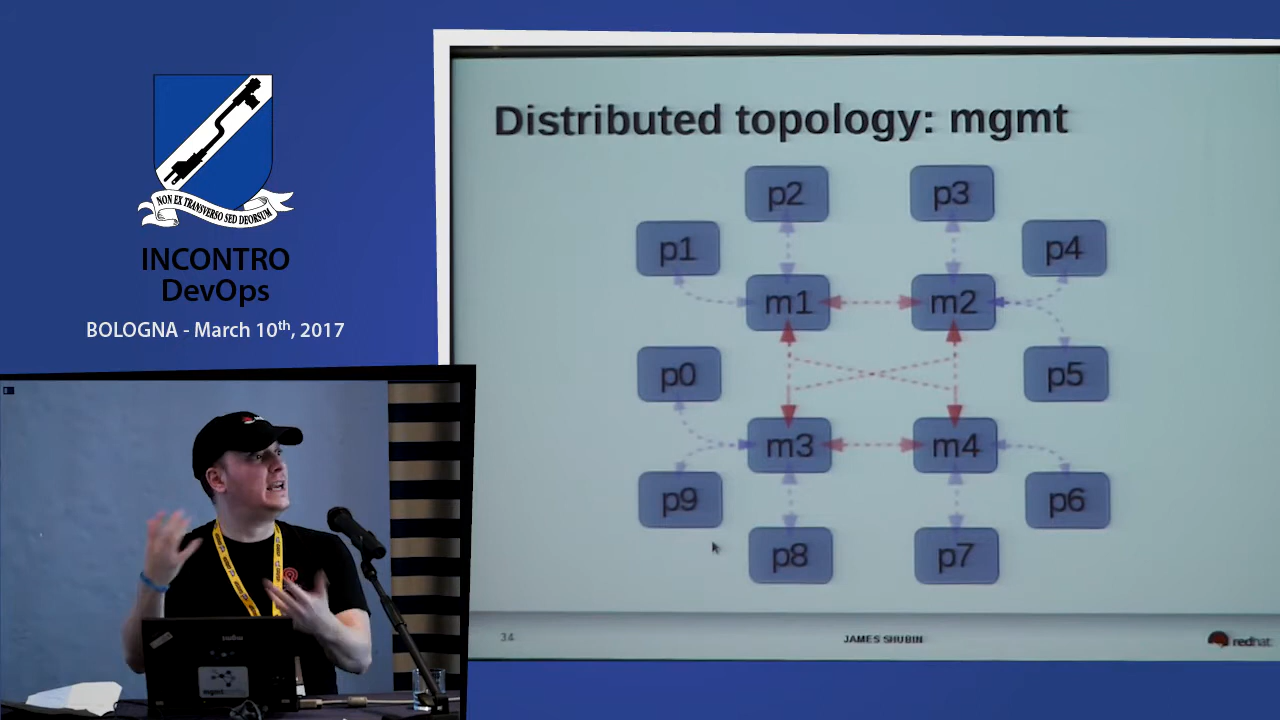 NON EX TRANSVERSO SED DEORSUM
INCONTRO
DevOps
BOLOGNA - March 10th, 2017
Distributed topology: mgmt
p2
p3
p1
p4
m1
m2
p0
p5
m3
m4
p9
p6
p8
p7
34
JAMES SHUBIN
redhat
mgmt